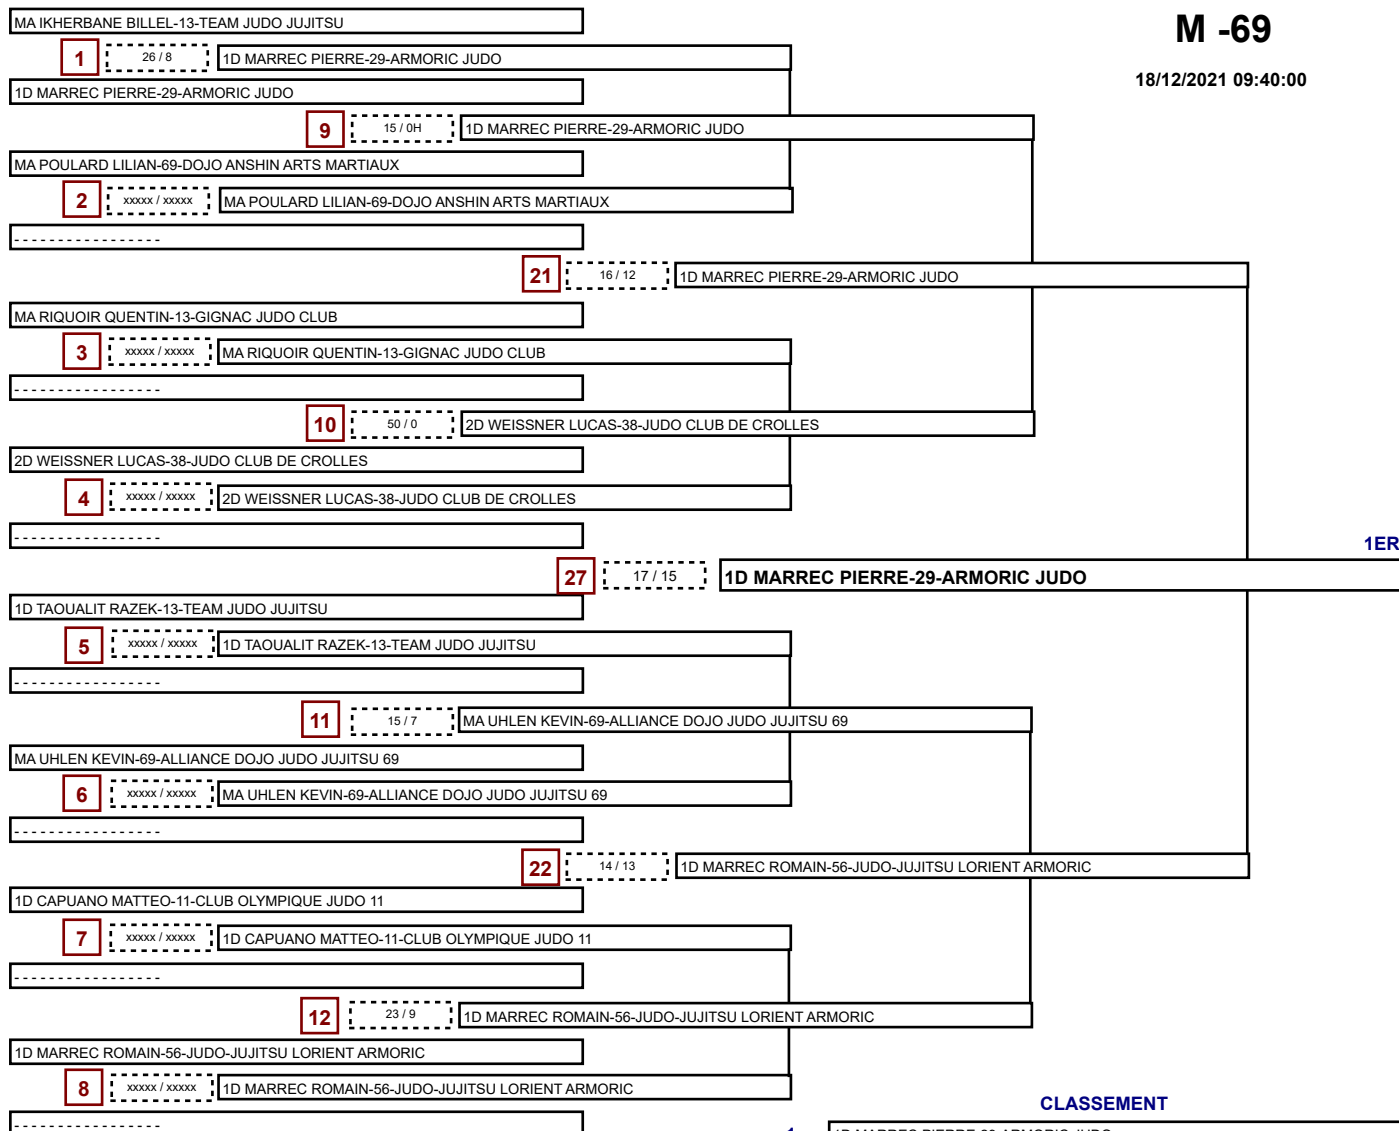 MA IKHERBANE BILLEL-13-TEAM JUDO JUJITSU
M -69
1 26 / 8 1D MARREC PIERRE-29-ARMORIC JUDO
18/12/2021 09:40:00
1D MARREC PIERRE-29-ARMORIC JUDO
9 15 / 0H 1D MARREC PIERRE-29-ARMORIC JUDO
MA POULARD LILIAN-69-DOJO ANSHIN ARTS MARTIAUX
2 xxxxx / xxxxx MA POULARD LILIAN-69-DOJO ANSHIN ARTS MARTIAUX
- - - - - - - - - - - - - - - - -
21 16 / 12 1D MARREC PIERRE-29-ARMORIC JUDO
MA RIQUOIR QUENTIN-13-GIGNAC JUDO CLUB
3 xxxxx / xxxxx MA RIQUOIR QUENTIN-13-GIGNAC JUDO CLUB
- - - - - - - - - - - - - - - - -
10 50 / 0 2D WEISSNER LUCAS-38-JUDO CLUB DE CROLLES
2D WEISSNER LUCAS-38-JUDO CLUB DE CROLLES
4 xxxxx / xxxxx 2D WEISSNER LUCAS-38-JUDO CLUB DE CROLLES
- - - - - - - - - - - - - - - - -
1ER
27 17 / 15 1D MARREC PIERRE-29-ARMORIC JUDO
1D TAOUALIT RAZEK-13-TEAM JUDO JUJITSU
5 xxxxx / xxxxx 1D TAOUALIT RAZEK-13-TEAM JUDO JUJITSU
- - - - - - - - - - - - - - - - -
11 15 / 7 MA UHLEN KEVIN-69-ALLIANCE DOJO JUDO JUJITSU 69
MA UHLEN KEVIN-69-ALLIANCE DOJO JUDO JUJITSU 69
6 xxxxx / xxxxx MA UHLEN KEVIN-69-ALLIANCE DOJO JUDO JUJITSU 69
- - - - - - - - - - - - - - - - -
22 14 / 13 1D MARREC ROMAIN-56-JUDO-JUJITSU LORIENT ARMORIC
1D CAPUANO MATTEO-11-CLUB OLYMPIQUE JUDO 11
7 xxxxx / xxxxx 1D CAPUANO MATTEO-11-CLUB OLYMPIQUE JUDO 11
- - - - - - - - - - - - - - - - -
12 23 / 9 1D MARREC ROMAIN-56-JUDO-JUJITSU LORIENT ARMORIC
1D MARREC ROMAIN-56-JUDO-JUJITSU LORIENT ARMORIC
8 xxxxx / xxxxx 1D MARREC ROMAIN-56-JUDO-JUJITSU LORIENT ARMORIC
CLASSEMENT
- - - - - - - - - - - - - - - - -
1 1D MARREC PIERRE-29-ARMORIC JUDO